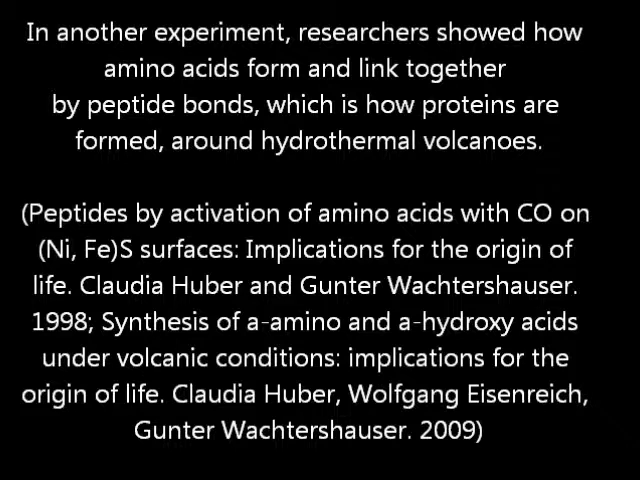 In another experiment, researchers showed how
amino acids form and link together
by peptide bonds, which is how proteins are
formed, around hydrothermal volcanoes.
(Peptides by activation of amino acids with CO on
(Ni, Fe)S surfaces: Implications for the origin of
life. Claudia Huber and Gunter Wachtershauser.
1998; Synthesis of a-amino and a-hydroxy acids
under volcanic conditions: implications for the
origin of life. Claudia Huber, Wolfgang Eisenreich,
Gunter Wachtershauser. 2009)